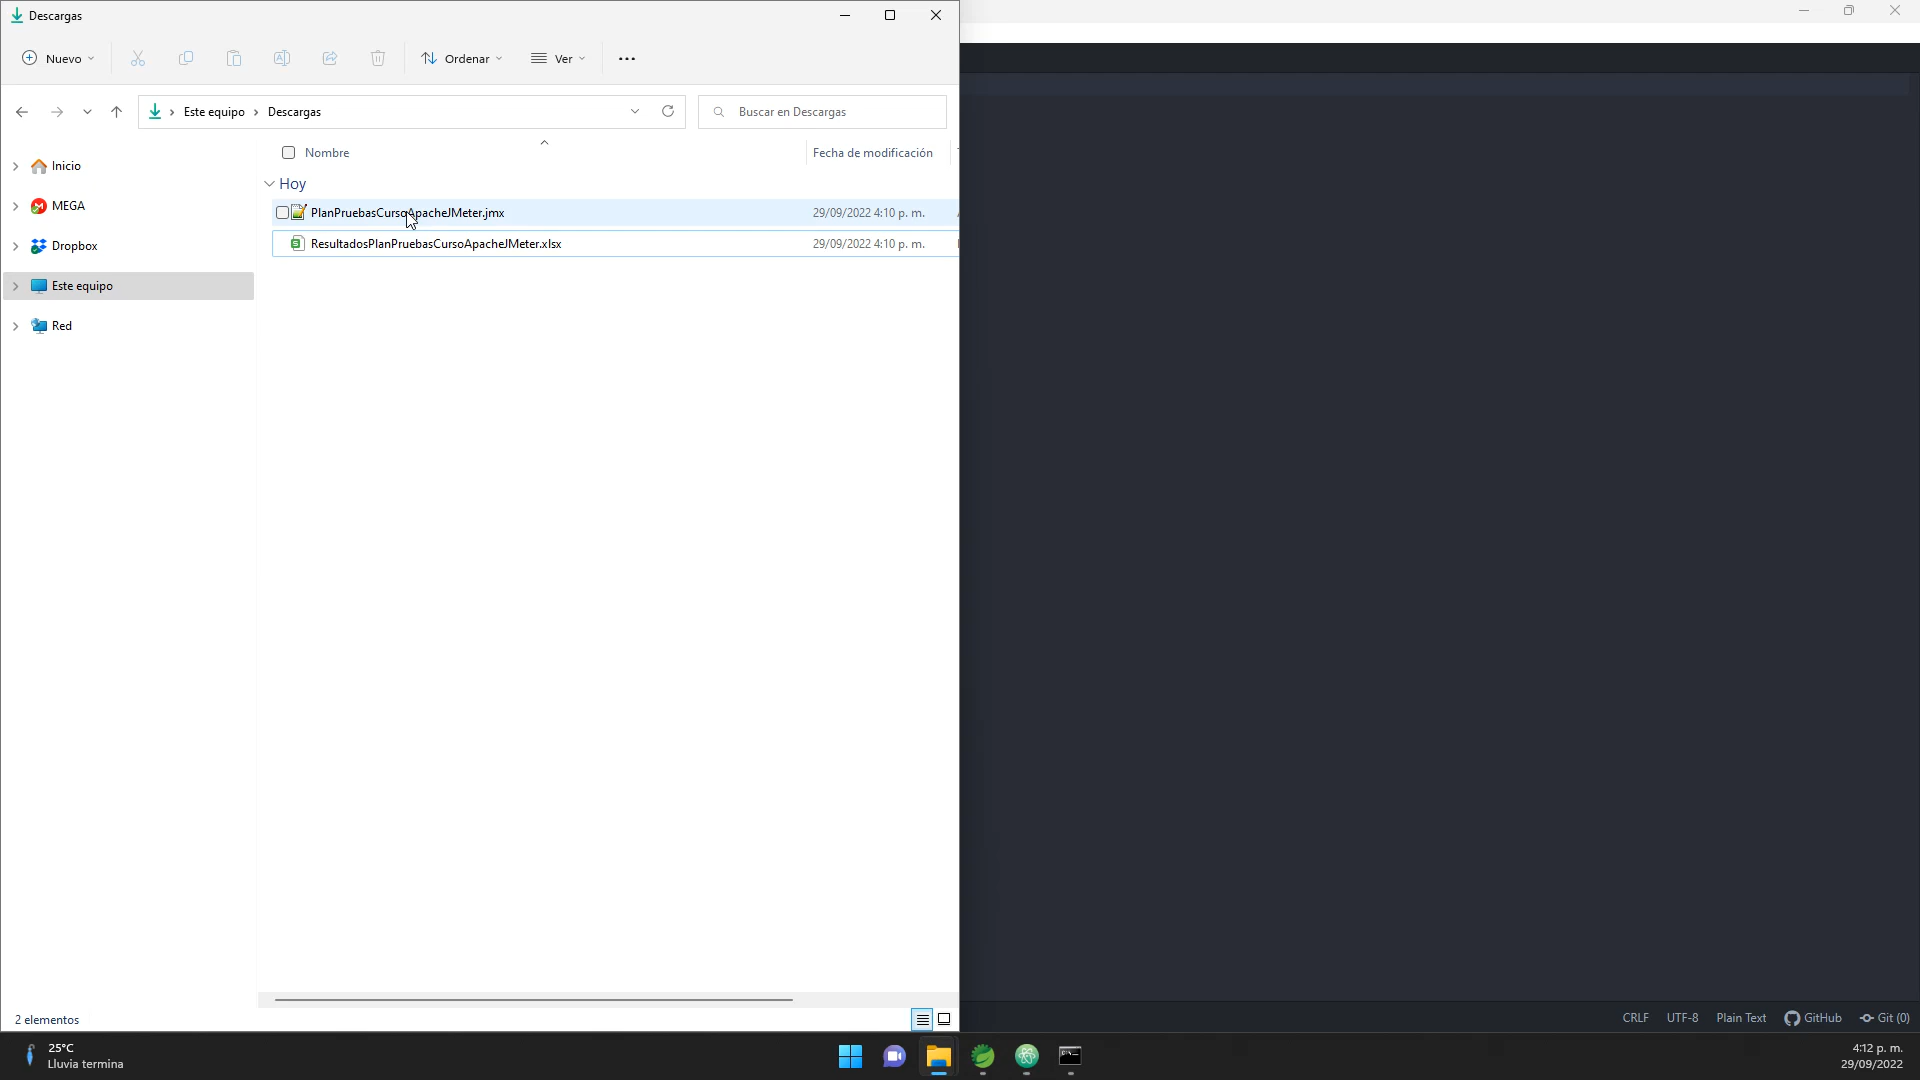 Descargas
Nuevo
Ordenar
Ver
Este equipo
Descargas
Buscar en Descargas
Inicio
MEGA
Dropbox
Este equipo
Red
Nombre
Fecha de modificación
Hoy
PlanPruebasCursoApacheJMeter.jmx
29/09/2022 4:10 p. m.
ResultadosPlanPruebasCursoApacheJMeter.xlsx
29/09/2022 4:10 p. m.
2 elementos
CRLF
UTF-8
Plain Text
GitHub
Git (0)
25°C
Lluvia termina
4:12 p. m.
29/09/2022